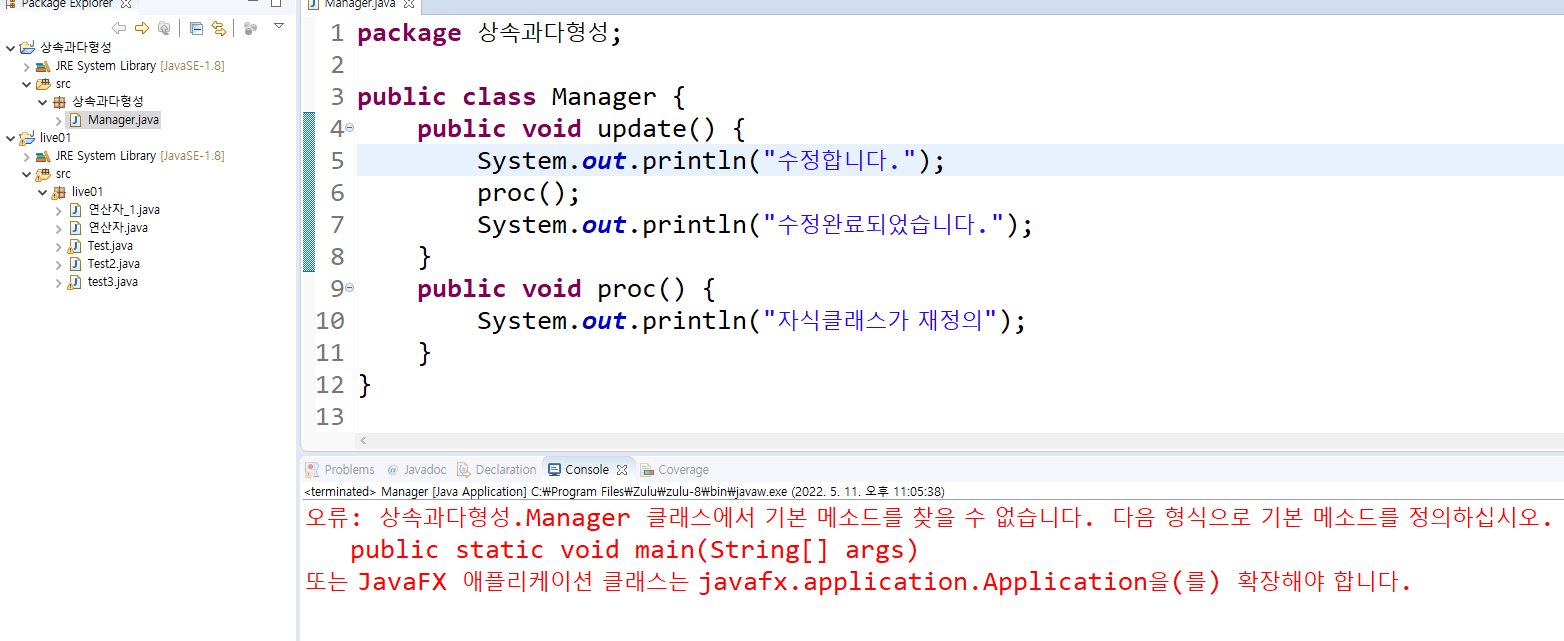 Package Explorer
상속과다형성
JRE System Library [JavaSE-1.8]
src
상속과다형성
Manager.java
live01
JRE System Library [JavaSE-1.8]
src
live01
연산자_1.java
연산자.java
Test.java
Test2.java
test3.java
Manager.java
1 package 상속과다형성;
2
3 public class Manager {
4 public void update() {
5 System.out.println("수정합니다.");
6 proc();
7 System.out.println("수정완료되었습니다.");
8 }
9 public void proc() {
10 System.out.println("자식클래스가 재정의");
11 }
12 }
13
Problems @ Javadoc Declaration Console Coverage
<terminated> Manager [Java Application] C:₩Program Files₩Zulu₩zulu-8₩bin₩javaw.exe (2022. 5. 11. 오후 11:05:38)
오류: 상속과다형성.Manager 클래스에서 기본 메소드를 찾을 수 없습니다. 다음 형식으로 기본 메소드를 정의하십시오.
public static void main(String[] args)
또는 JavaFX 애플리케이션 클래스는 javafx.application.Application을(를) 확장해야 합니다.